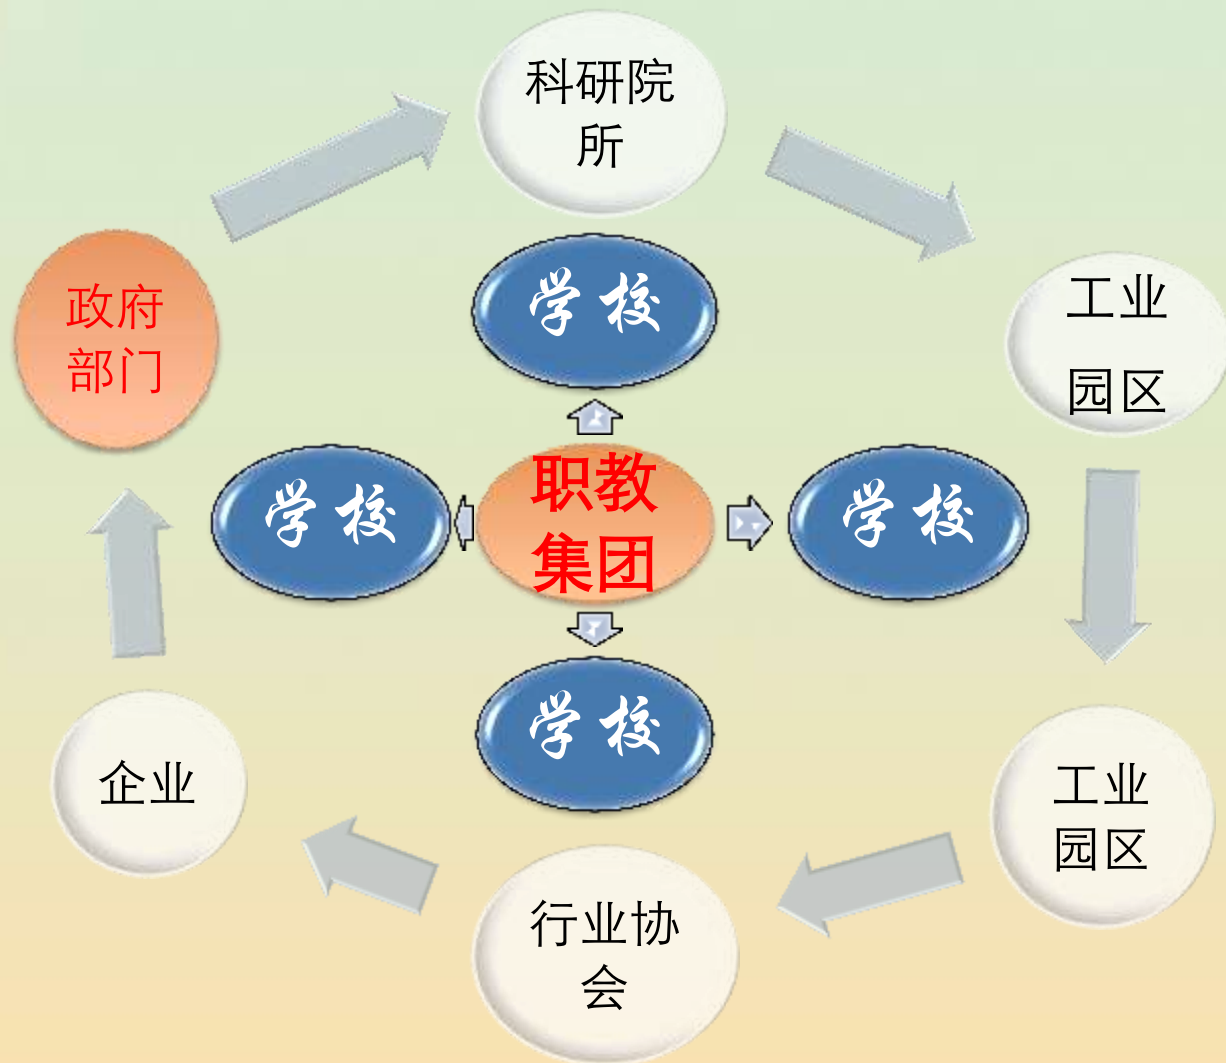 科研院
所
学校
政府
部门
工业
园区
学校
职教
集团
学校
学校
企业
工业
园区
行业协
会